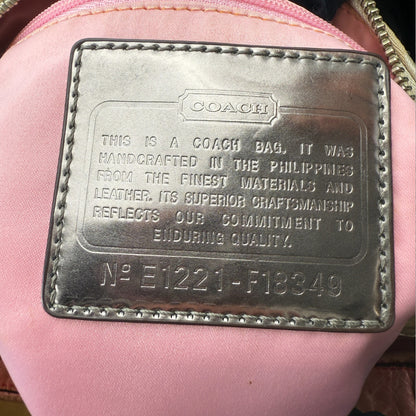 COACH
THIS IS A COACH BAG. IT WAS
HANDCRAFTED IN THE PHILIPPINES
FROM THE FINEST MATERIALS AND
LEATHER. ITS SUPERIOR CRAFTSMANSHIP
REFLECTS OUR COMMITMENT TO
ENDURING QUALITY.
Nº E1221-F18349